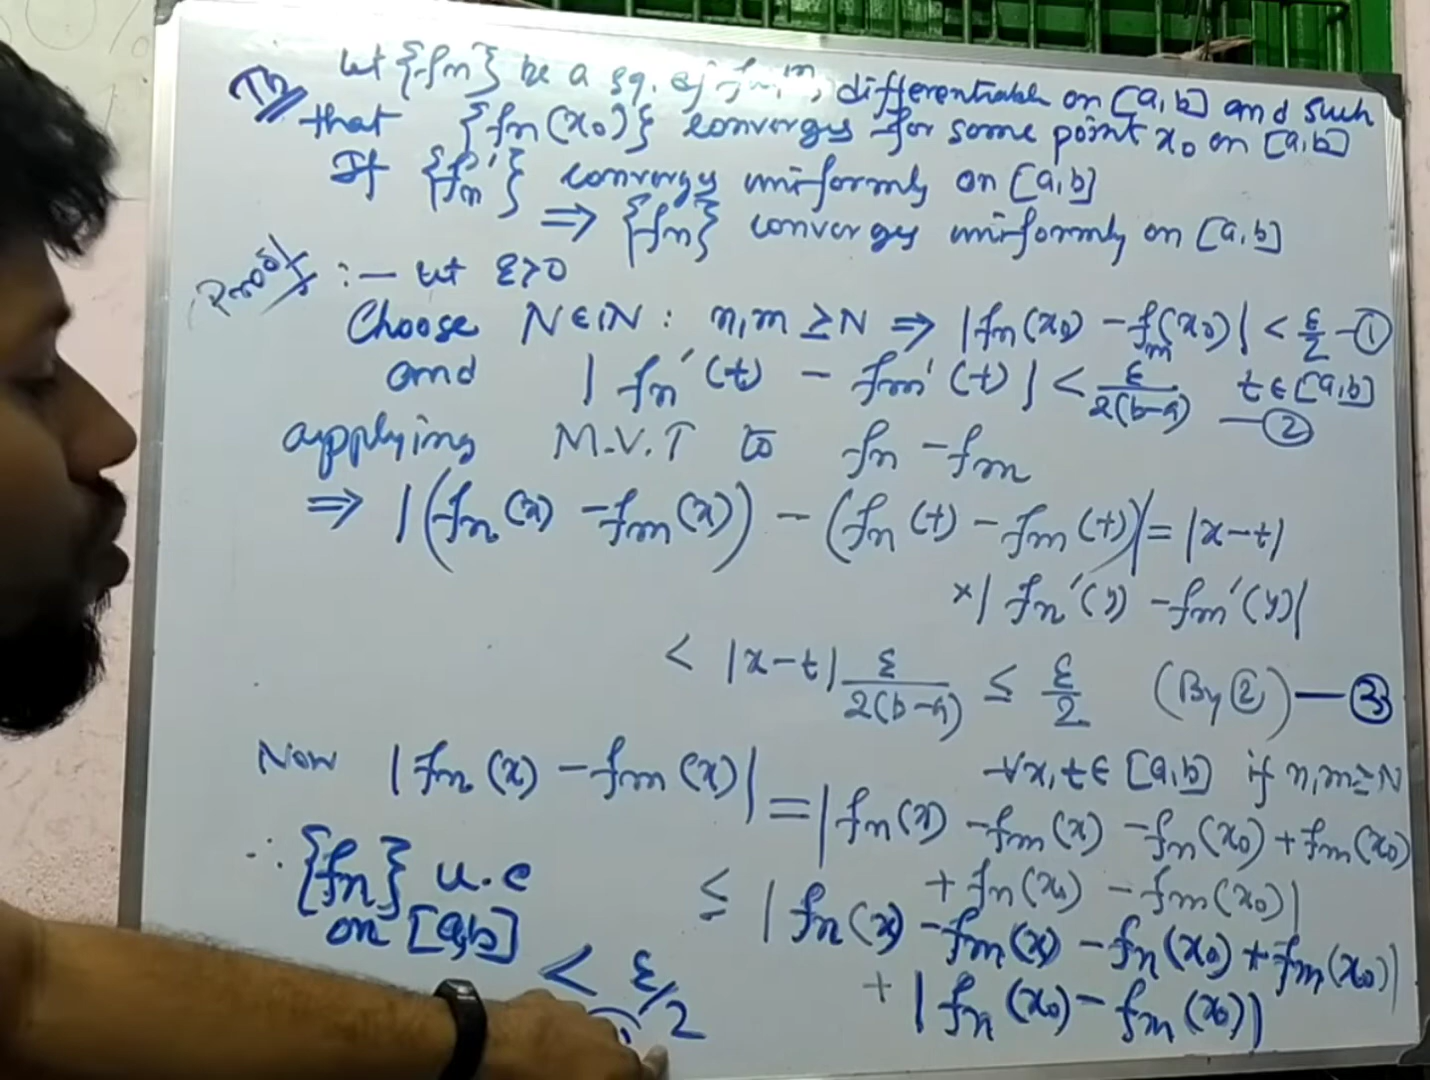 Th let {fn} be a sq. of fn's, differentiable on [a,b] and such
that {fn(x₀)} converges for some point x₀ on [a,b]
If {fn'} converges uniformly on [a,b]
⇒ {fn} converges uniformly on [a,b]
Proof :— let ε>0
Choose N∈ℕ : n,m ≥N ⇒ |fn(x₀) -fm(x₀)| < ε/2 —①
and |fn'(t) - fm'(t)| < ε/2(b-a) t∈[a,b] —②
applying M.V.T to fn -fm
⇒ |(fn(x) -fm(x)) - (fn(t) -fm(t))| = |x-t|
×|fn'(y) -fm'(y)|
< |x-t| ε/2(b-a) ≤ ε/2 (By ②) —③
∀x,t∈ [a,b] if n,m≥N
Now |fn(x) -fm(x)| = |fn(x) -fm(x) -fn(x₀) +fm(x₀)
+ fn(x₀) -fm(x₀)|
≤ |fn(x) -fm(x) -fn(x₀) +fm(x₀)|
+ |fn(x₀) - fm(x₀)|
< ε/2
∴ {fn} u.c
on [a,b]